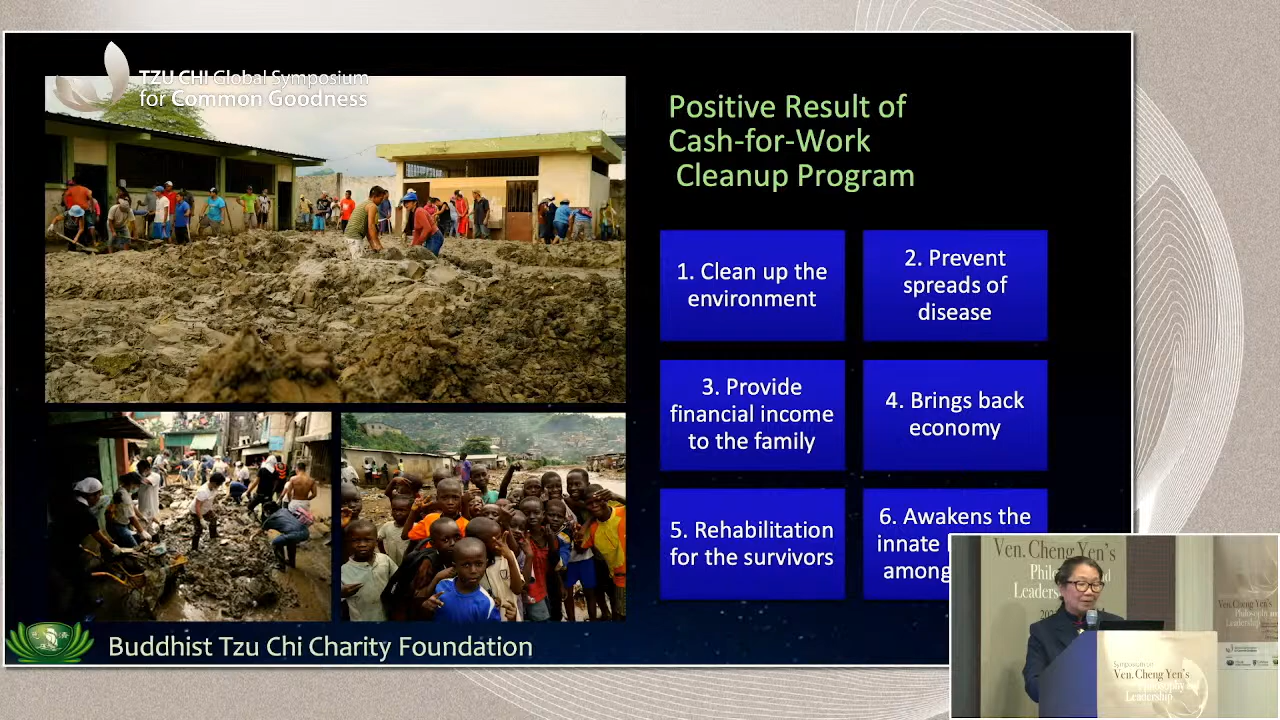 TZU CHI Global Symposium
for Common Goodness
Positive Result of
Cash-for-Work
Cleanup Program
1. Clean up the
environment
2. Prevent
spreads of
disease
3. Provide
financial income
to the family
4. Brings back
economy
5. Rehabilitation
for the survivors
6. Awakens the
innate
among
Buddhist Tzu Chi Charity Foundation
Ven. Cheng Yen's
Symposium on
Ven. Cheng Yen's
Philosophy and
Leadership
Ven. Cheng Yen's
Philosophy and
Leadership